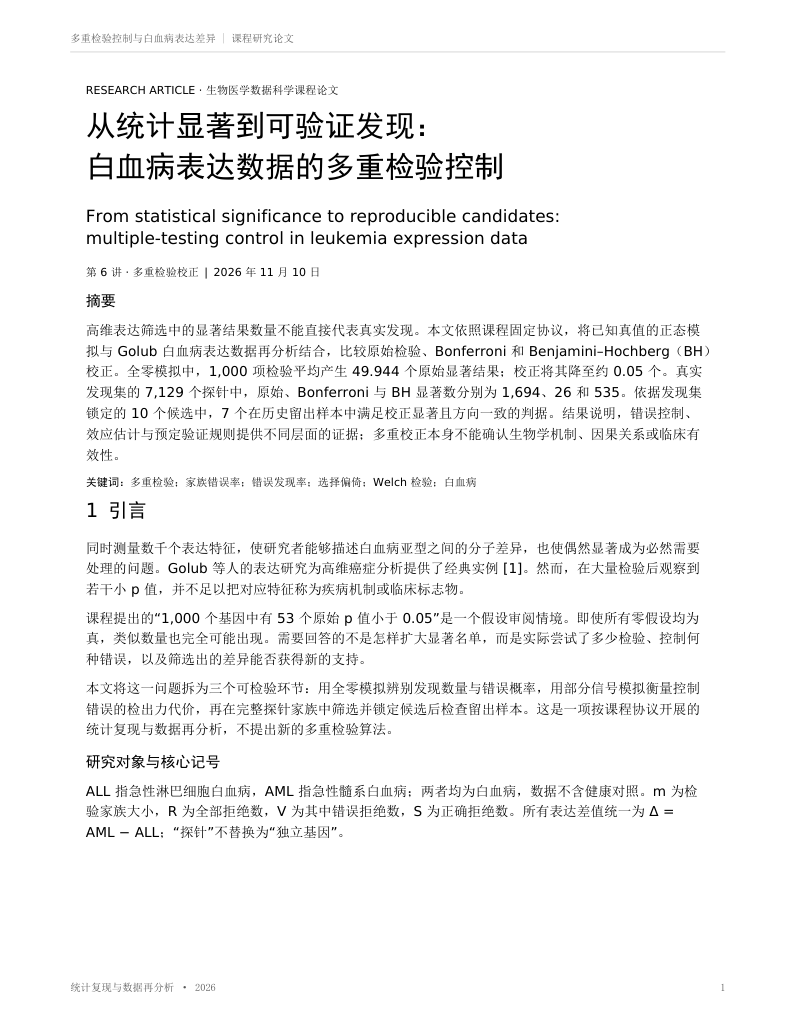 多重检验控制与白血病表达差异 | 课程研究论文
RESEARCH ARTICLE · 生物医学数据科学课程论文
从统计显著到可验证发现：
白血病表达数据的多重检验控制
From statistical significance to reproducible candidates:
multiple-testing control in leukemia expression data
第 6 讲 · 多重检验校正 | 2026 年 11 月 10 日
摘要
高维表达筛选中的显著结果数量不能直接代表真实发现。本文依照课程固定协议，将已知真值的正态模
拟与 Golub 白血病表达数据再分析结合，比较原始检验、Bonferroni 和 Benjamini–Hochberg（BH）
校正。全零模拟中，1,000 项检验平均产生 49.944 个原始显著结果；校正将其降至约 0.05 个。真实
发现集的 7,129 个探针中，原始、Bonferroni 与 BH 显著数分别为 1,694、26 和 535。依据发现集
锁定的 10 个候选中，7 个在历史留出样本中满足校正显著且方向一致的判据。结果说明，错误控制、
效应估计与预定验证规则提供不同层面的证据；多重校正本身不能确认生物学机制、因果关系或临床有
效性。
关键词：多重检验；家族错误率；错误发现率；选择偏倚；Welch 检验；白血病
1 引言
同时测量数千个表达特征，使研究者能够描述白血病亚型之间的分子差异，也使偶然显著成为必然需要
处理的问题。Golub 等人的表达研究为高维癌症分析提供了经典实例 [1]。然而，在大量检验后观察到
若干小 p 值，并不足以把对应特征称为疾病机制或临床标志物。
课程提出的“1,000 个基因中有 53 个原始 p 值小于 0.05”是一个假设审阅情境。即使所有零假设均为
真，类似数量也完全可能出现。需要回答的不是怎样扩大显著名单，而是实际尝试了多少检验、控制何
种错误，以及筛选出的差异能否获得新的支持。
本文将这一问题拆为三个可检验环节：用全零模拟辨别发现数量与错误概率，用部分信号模拟衡量控制
错误的检出力代价，再在完整探针家族中筛选并锁定候选后检查留出样本。这是一项按课程协议开展的
统计复现与数据再分析，不提出新的多重检验算法。
研究对象与核心记号
ALL 指急性淋巴细胞白血病，AML 指急性髓系白血病；两者均为白血病，数据不含健康对照。m 为检
验家族大小，R 为全部拒绝数，V 为其中错误拒绝数，S 为正确拒绝数。所有表达差值统一为 Δ =
AML − ALL；“探针”不替换为“独立基因”。
统计复现与数据再分析 • 2026
1